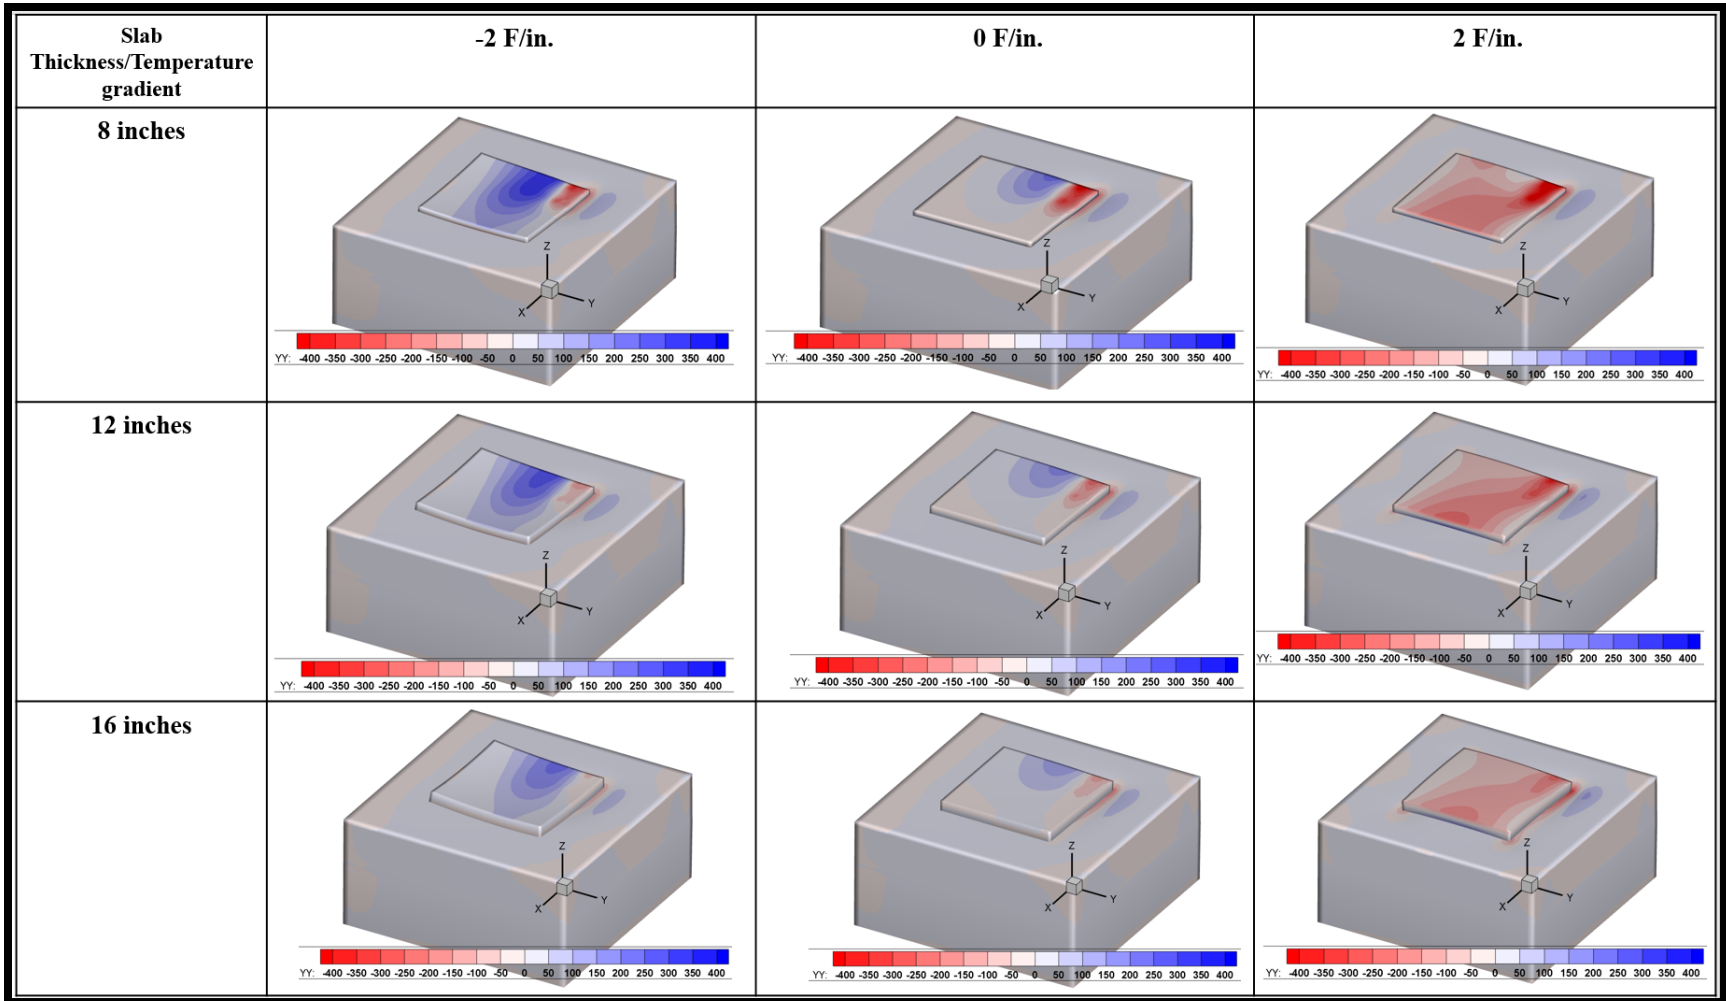 Slab
Thickness/Temperature
gradient
-2 F/in.
0 F/in.
2 F/in.
8 inches
Z
X
Y
YY: -400 -350 -300 -250 -200 -150 -100 -50 0 50 100 150 200 250 300 350 400
Z
X
Y
YY: -400 -350 -300 -250 -200 -150 -100 -50 0 50 100 150 200 250 300 350 400
Z
X
Y
YY: -400 -350 -300 -250 -200 -150 -100 -50 0 50 100 150 200 250 300 350 400
12 inches
Z
X
Y
YY: -400 -350 -300 -250 -200 -150 -100 -50 0 50 100 150 200 250 300 350 400
Z
X
Y
YY: -400 -350 -300 -250 -200 -150 -100 -50 0 50 100 150 200 250 300 350 400
Z
X
Y
YY: -400 -350 -300 -250 -200 -150 -100 -50 0 50 100 150 200 250 300 350 400
16 inches
Z
X
Y
YY: -400 -350 -300 -250 -200 -150 -100 -50 0 50 100 150 200 250 300 350 400
Z
X
Y
YY: -400 -350 -300 -250 -200 -150 -100 -50 0 50 100 150 200 250 300 350 400
Z
X
Y
YY: -400 -350 -300 -250 -200 -150 -100 -50 0 50 100 150 200 250 300 350 400